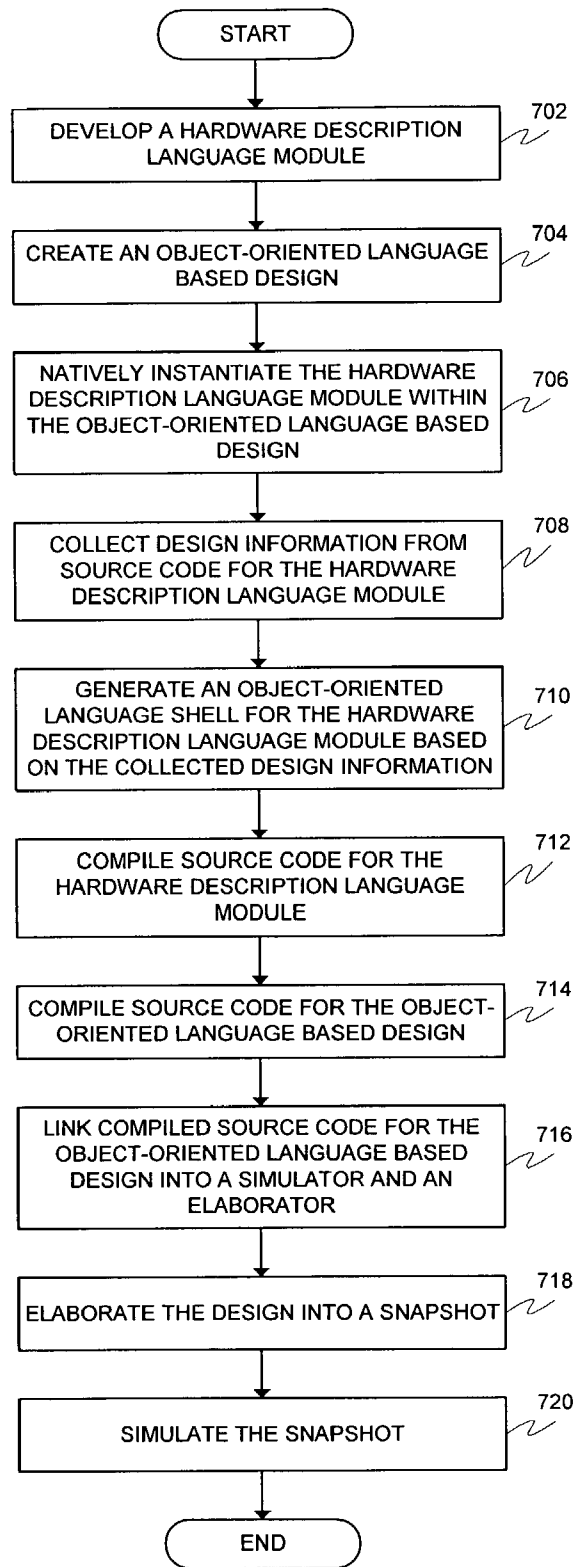 START
702
DEVELOP A HARDWARE DESCRIPTION
LANGUAGE MODULE
704
CREATE AN OBJECT-ORIENTED LANGUAGE
BASED DESIGN
706
NATIVELY INSTANTIATE THE HARDWARE
DESCRIPTION LANGUAGE MODULE WITHIN
THE OBJECT-ORIENTED LANGUAGE BASED
DESIGN
708
COLLECT DESIGN INFORMATION FROM
SOURCE CODE FOR THE HARDWARE
DESCRIPTION LANGUAGE MODULE
710
GENERATE AN OBJECT-ORIENTED
LANGUAGE SHELL FOR THE HARDWARE
DESCRIPTION LANGUAGE MODULE BASED
ON THE COLLECTED DESIGN INFORMATION
712
COMPILE SOURCE CODE FOR THE
HARDWARE DESCRIPTION LANGUAGE
MODULE
714
COMPILE SOURCE CODE FOR THE OBJECT-
ORIENTED LANGUAGE BASED DESIGN
716
LINK COMPILED SOURCE CODE FOR THE
OBJECT-ORIENTED LANGUAGE BASED
DESIGN INTO A SIMULATOR AND AN
ELABORATOR
718
ELABORATE THE DESIGN INTO A SNAPSHOT
720
SIMULATE THE SNAPSHOT
END